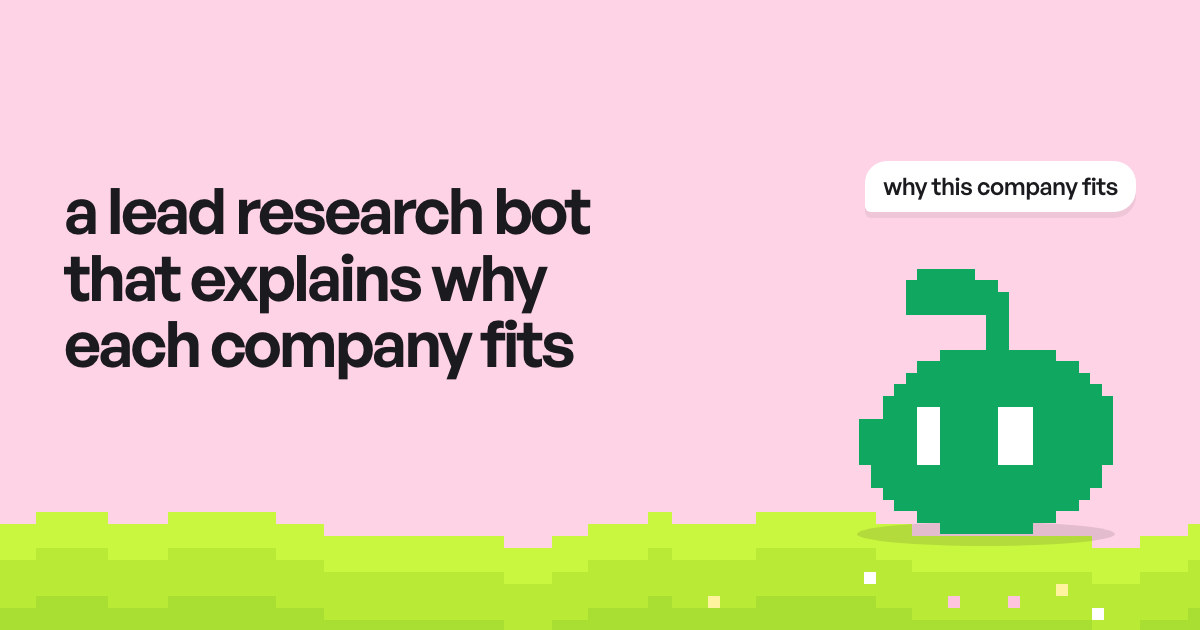 a lead research bot
that explains why
each company fits
why this company fits